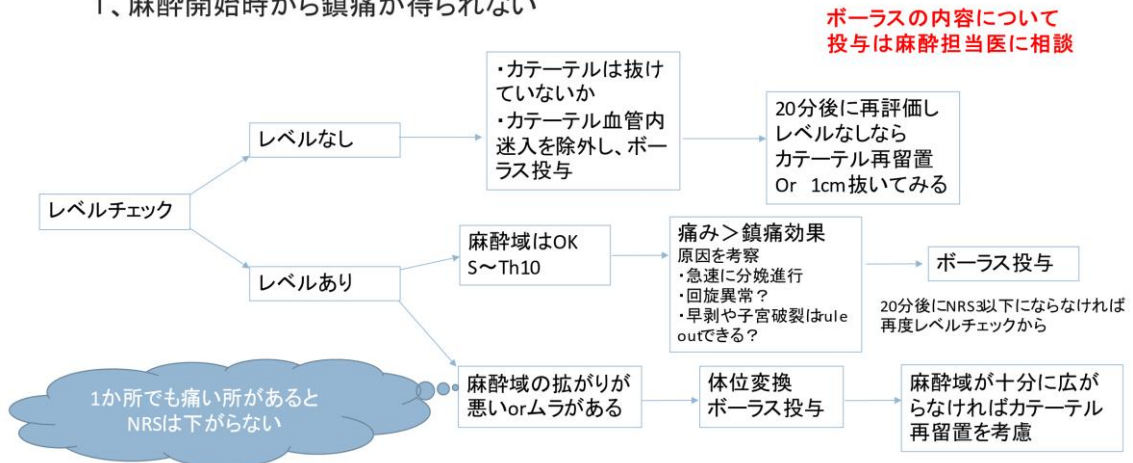 1、麻酔開始時から鎮痛が得られない
ボーラスの内容について
投与は麻酔担当医に相談
レベルチェック
レベルなし
・カテーテルは抜け
ていないか
・カテーテル血管内
迷入を除外し、ボー
ラス投与
20分後に再評価し
レベルなしなら
カテーテル再留置
Or 1cm抜いてみる
レベルあり
麻酔域はOK
S～Th10
痛み＞鎮痛効果
原因を考察
・急速に分娩進行
・回旋異常？
・早剥や子宮破裂はrule
outできる？
ボーラス投与
20分後にNRS3以下にならなければ
再度レベルチェックから
麻酔域の拡がりが
悪いorムラがある
体位変換
ボーラス投与
麻酔域が十分に広が
らなければカテーテル
再留置を考慮
1か所でも痛い所があると
NRSは下がらない